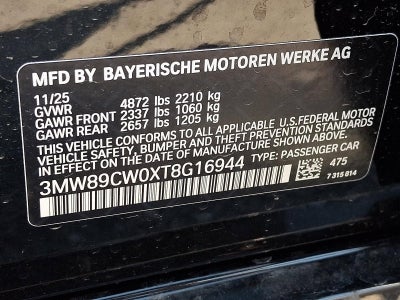 MFD BY BAYERISCHE MOTOREN WERKE AG
11/25
GVWR 4872 lbs 2210 kg
GAWR FRONT 2337 lbs 1060 kg
GAWR REAR 2657 lbs 1205 kg
THIS VEHICLE CONFORMS TO ALL APPLICABLE U.S.FEDERAL MOTOR
VEHICLE SAFETY, BUMPER AND THEFT PREVENTION STANDARDS
IN EFFECT ON THE DATE OF MANUFACTURE SHOWN ABOVE.
3MW89CW0XT8G16944 TYPE: PASSENGER CAR
475
7 315 814